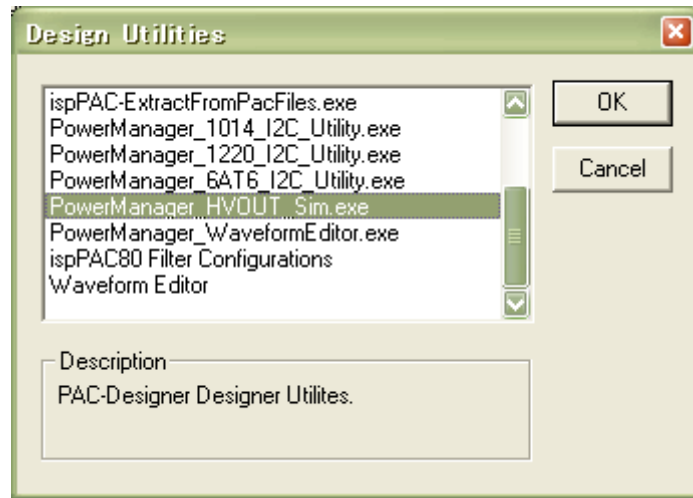 Design Utilities
ispPAC-ExtractFromPacFiles.exe
PowerManager_1014_I2C_Utility.exe
PowerManager_1220_I2C_Utility.exe
PowerManager_6AT6_I2C_Utility.exe
PowerManager_HVOUT_Sim.exe
PowerManager_WaveformEditor.exe
ispPAC80 Filter Configurations
Waveform Editor
OK
Cancel
Description
PAC-Designer Designer Utilites.